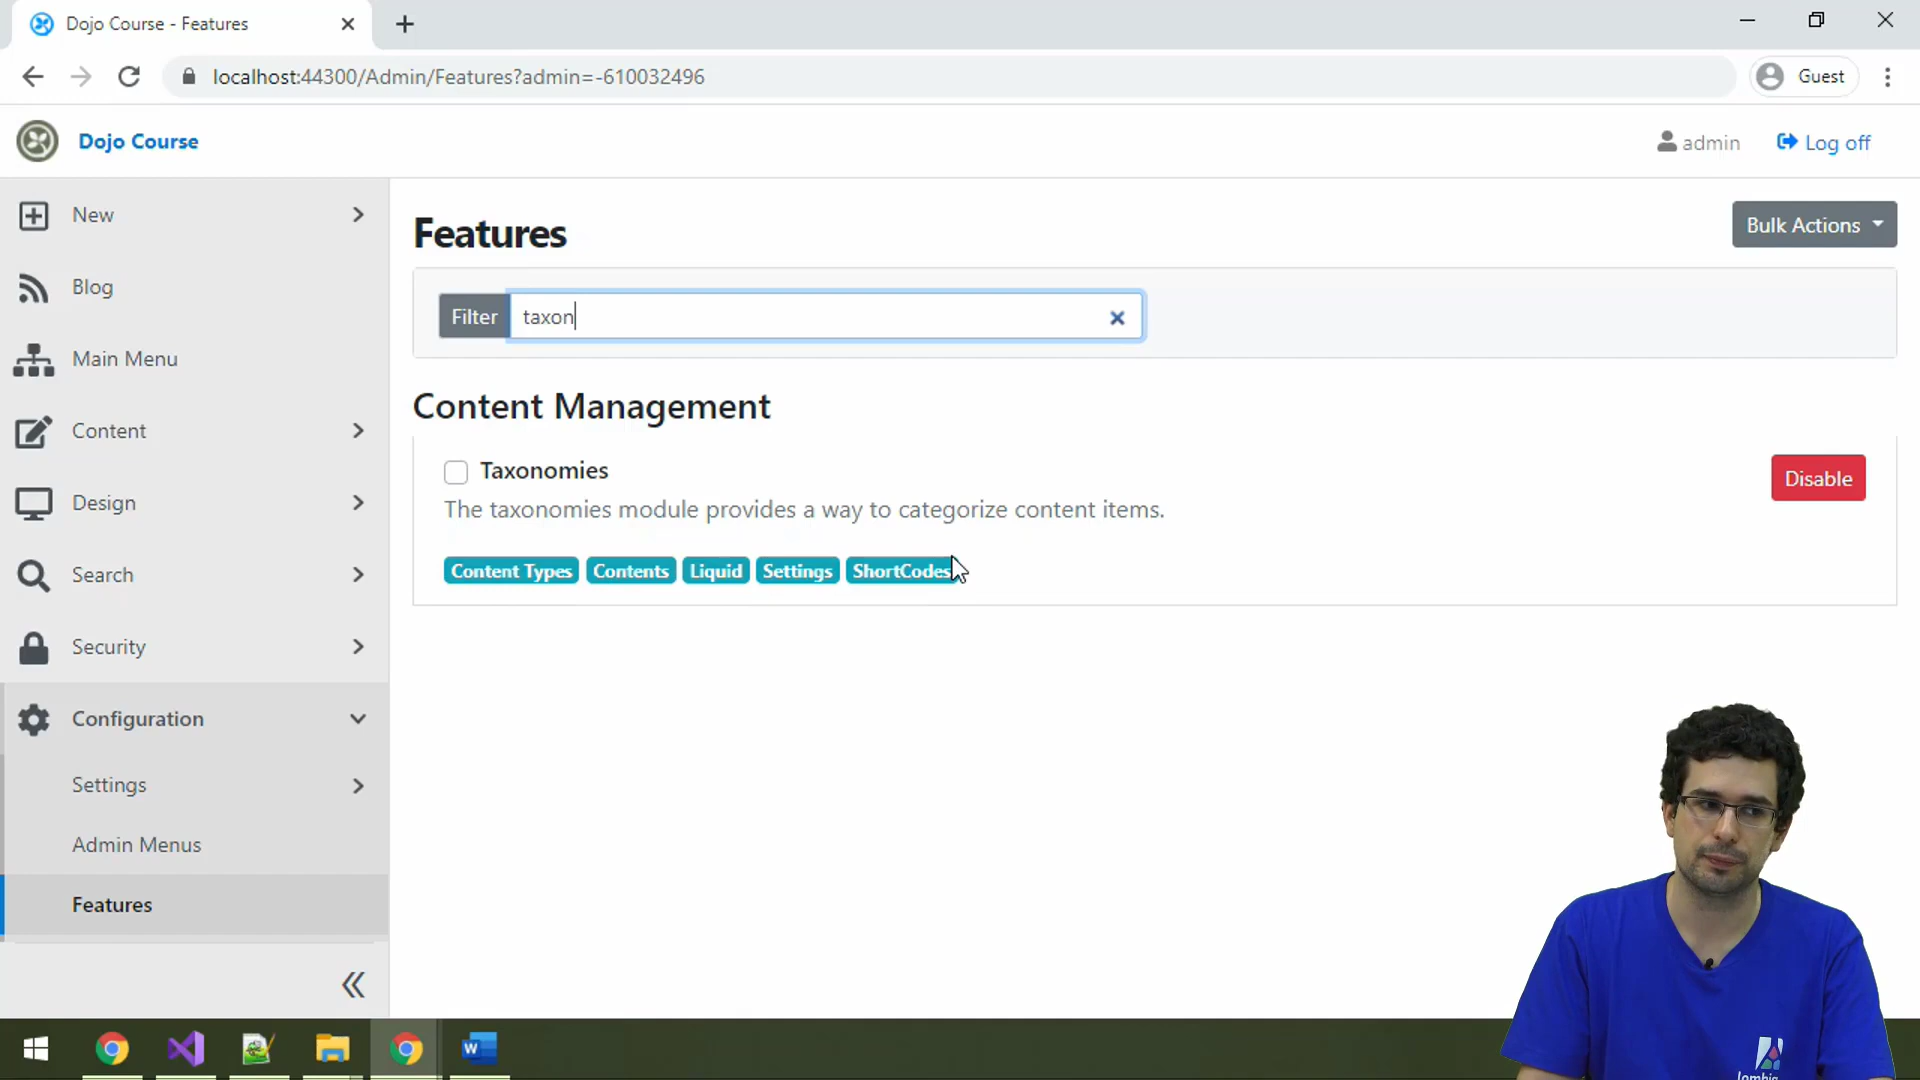 Dojo Course - Features
localhost:44300/Admin/Features?admin=-610032496
Guest
Dojo Course
admin
Log off
New
Blog
Main Menu
Content
Design
Search
Security
Configuration
Settings
Admin Menus
Features
Features
Bulk Actions
Filter
taxon
Content Management
Taxonomies
Disable
The taxonomies module provides a way to categorize content items.
Content Types Contents Liquid Settings ShortCodes
W